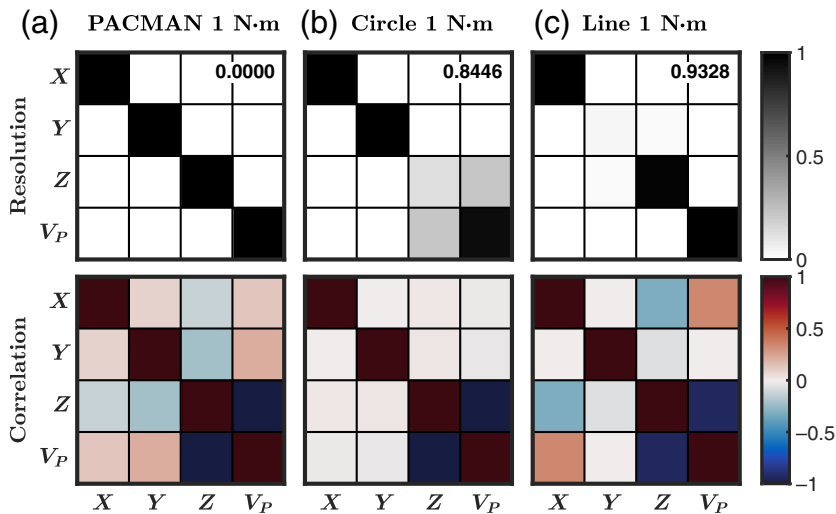 (a) PACMAN 1 N·m (b) Circle 1 N·m (c) Line 1 N·m
X 0.0000 0.8446 0.9328 1
Y
Resolution 0.5
Z
V_P 0
X 1
Y 0.5
Correlation 0
Z −0.5
V_P −1
X Y Z V_P X Y Z V_P X Y Z V_P